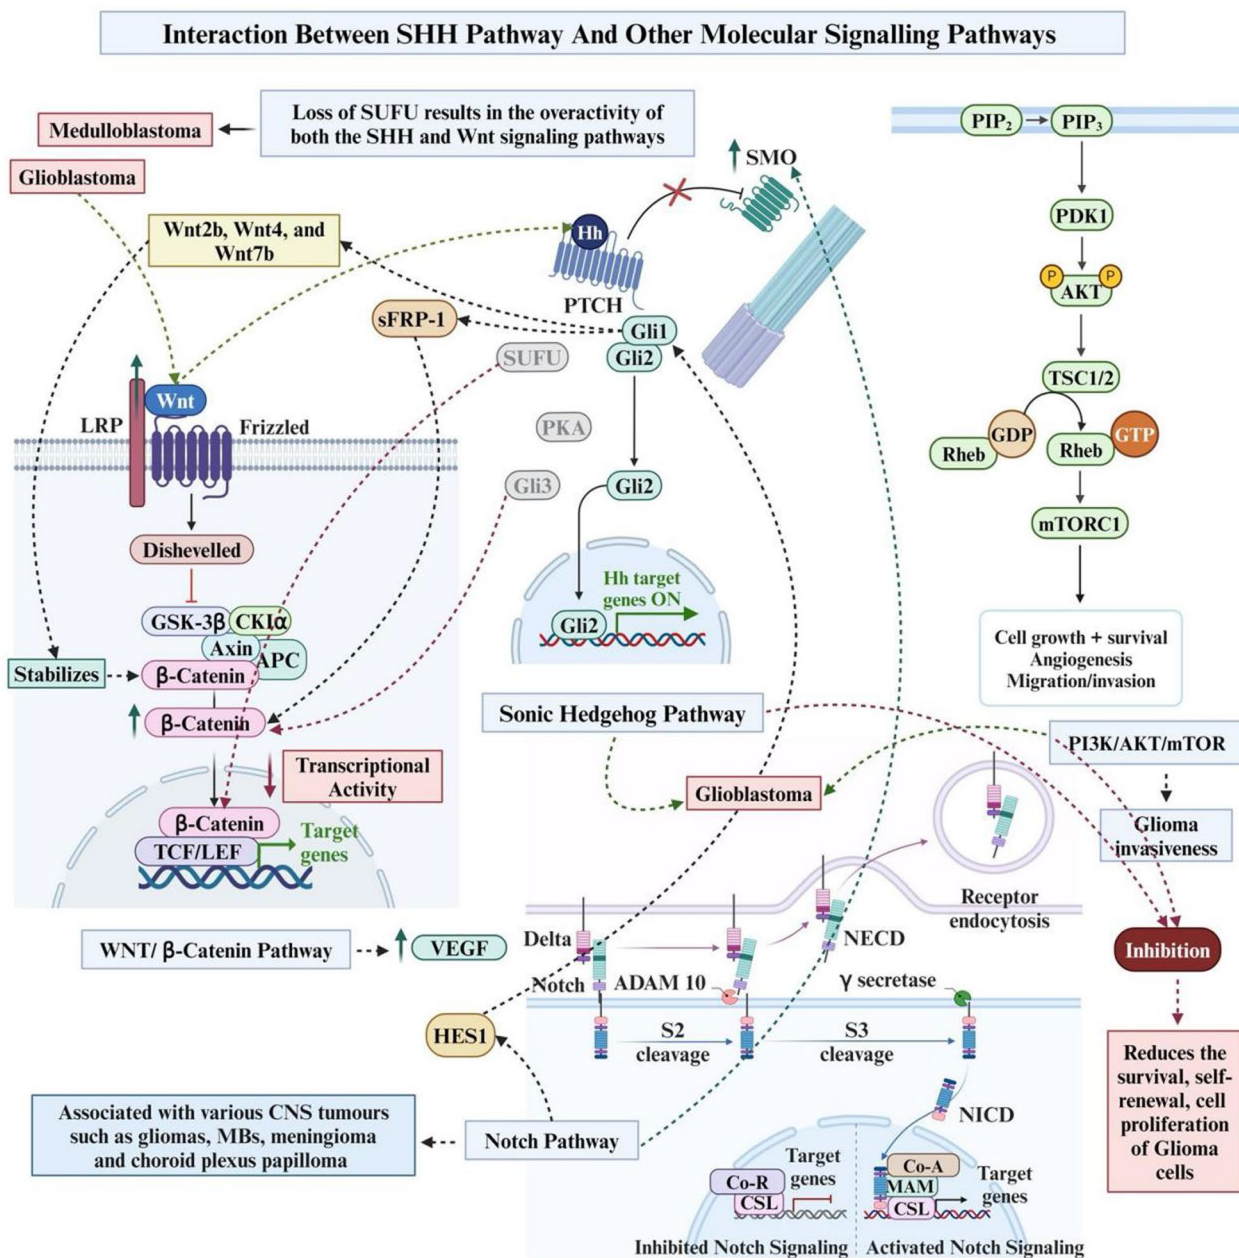 Interaction Between SHH Pathway And Other Molecular Signalling Pathways
Loss of SUFU results in the overactivity of
both the SHH and Wnt signaling pathways
Medulloblastoma
Glioblastoma
Wnt2b, Wnt4, and
Wnt7b
sFRP-1
Hh
PTCH
SMO
Gli1
Gli2
SUFU
PKA
Gli3
Gli2
Hh target
genes ON
Gli2
Wnt
LRP
Frizzled
Dishevelled
GSK-3β
CKIα
Axin
APC
Stabilizes
β-Catenin
β-Catenin
Transcriptional
Activity
β-Catenin
TCF/LEF
Target
genes
WNT/ β-Catenin Pathway
VEGF
PIP₂
PIP₃
PDK1
P
P
AKT
TSC1/2
GDP
GTP
Rheb
Rheb
mTORC1
Cell growth + survival
Angiogenesis
Migration/invasion
Sonic Hedgehog Pathway
PI3K/AKT/mTOR
Glioblastoma
Glioma
invasiveness
Inhibition
Reduces the
survival, self-
renewal, cell
proliferation
of Glioma
cells
Receptor
endocytosis
Delta
NECD
Notch
ADAM 10
γ secretase
S2
cleavage
S3
cleavage
NICD
HES1
Notch Pathway
Associated with various CNS tumours
such as gliomas, MBs, meningioma
and choroid plexus papilloma
Co-R
CSL
Target
genes
Co-A
MAM
CSL
Target
genes
Inhibited Notch Signaling
Activated Notch Signaling